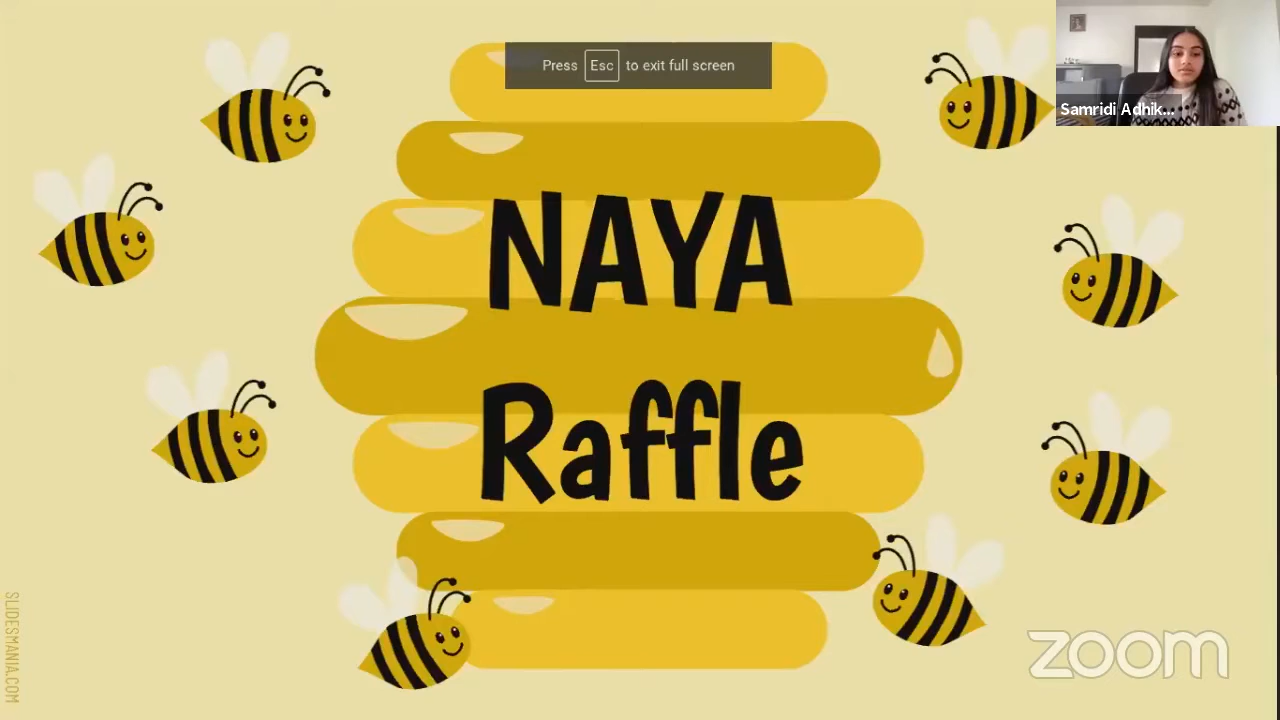 Press Esc to exit full screen
Samridi Adhik...
NAYA
Raffle
SLIDESMANIA.COM
zoom